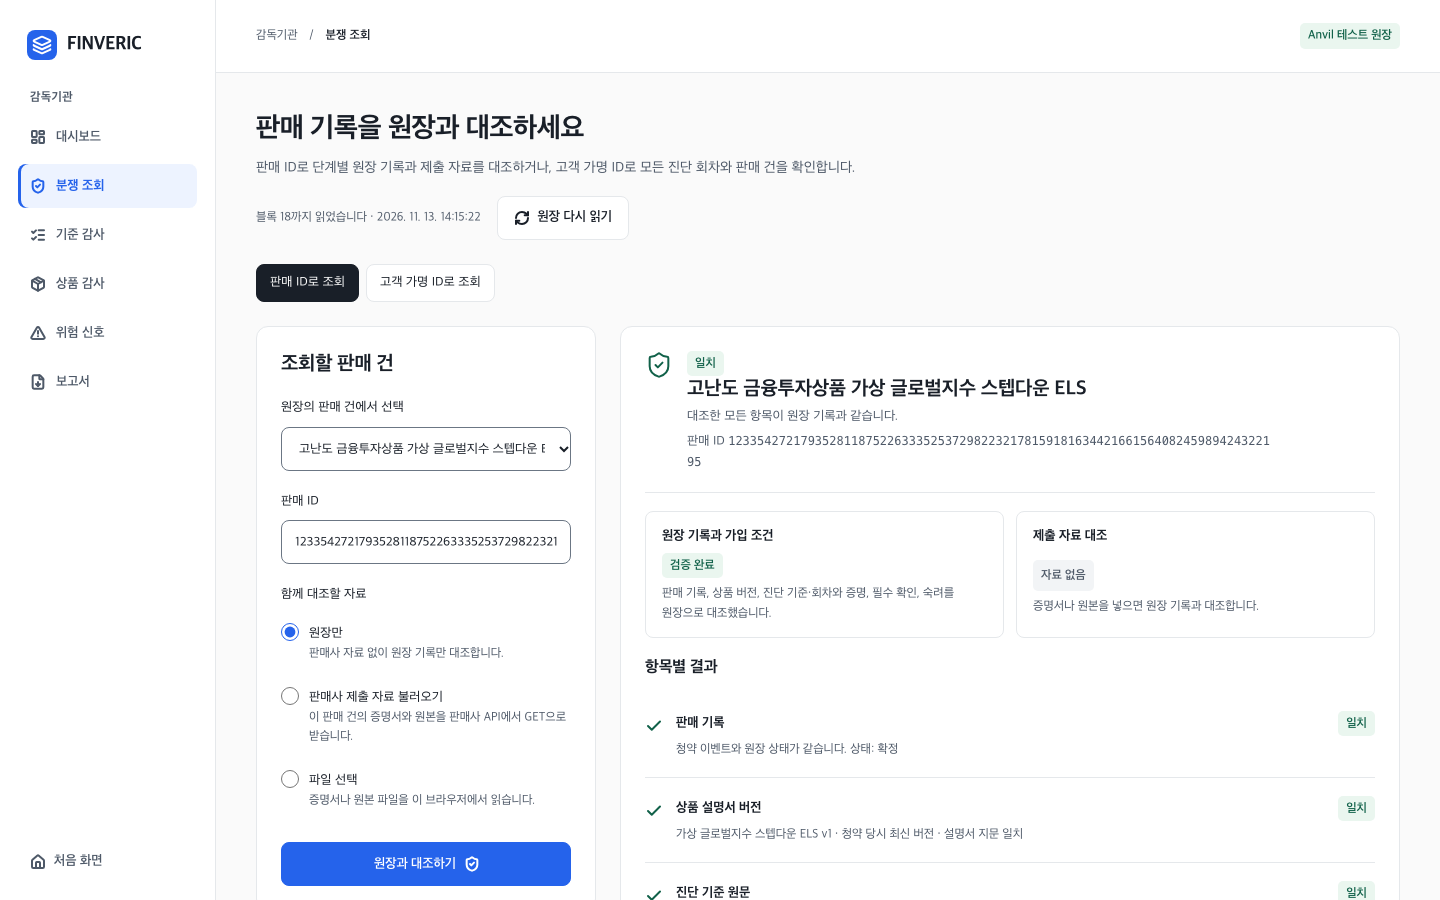 FINVERIC
감독기관
대시보드
분쟁 조회
기준 감사
상품 감사
위험 신호
보고서
처음 화면
감독기관 / 분쟁 조회
Anvil 테스트 원장
판매 기록을 원장과 대조하세요
판매 ID로 단계별 원장 기록과 제출 자료를 대조하거나, 고객 가명 ID로 모든 진단 회차와 판매 건을 확인합니다.
블록 18까지 읽었습니다 · 2026. 11. 13. 14:15:22
원장 다시 읽기
판매 ID로 조회
고객 가명 ID로 조회
조회할 판매 건
원장의 판매 건에서 선택
고난도 금융투자상품 가상 글로벌지수 스텝다운 E
판매 ID
1233542721793528118752263335253729822321
함께 대조할 자료
원장만
판매사 자료 없이 원장 기록만 대조합니다.
판매사 제출 자료 불러오기
이 판매 건의 증명서와 원본을 판매사 API에서 GET으로
받습니다.
파일 선택
증명서나 원본 파일을 이 브라우저에서 읽습니다.
원장과 대조하기
일치
고난도 금융투자상품 가상 글로벌지수 스텝다운 ELS
대조한 모든 항목이 원장 기록과 같습니다.
판매 ID 123354272179352811875226333525372982232178159181634421661564082459894243221
95
원장 기록과 가입 조건
검증 완료
판매 기록, 상품 버전, 진단 기준·회차와 증명, 필수 확인, 숙려를
원장으로 대조했습니다.
제출 자료 대조
자료 없음
증명서나 원본을 넣으면 원장 기록과 대조합니다.
항목별 결과
판매 기록
일치
청약 이벤트와 원장 상태가 같습니다. 상태: 확정
상품 설명서 버전
일치
가상 글로벌지수 스텝다운 ELS v1 · 청약 당시 최신 버전 · 설명서 지문 일치
진단 기준 원문
일치